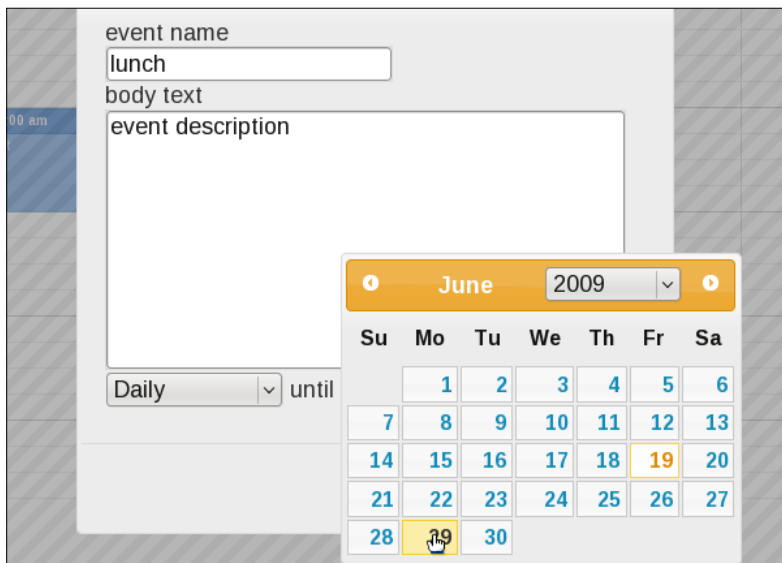 event name
lunch
body text
:00 am
event description
June 2009
Su Mo Tu We Th Fr Sa
1 2 3 4 5 6
7 8 9 10 11 12 13
14 15 16 17 18 19 20
21 22 23 24 25 26 27
28 29 30
Daily until